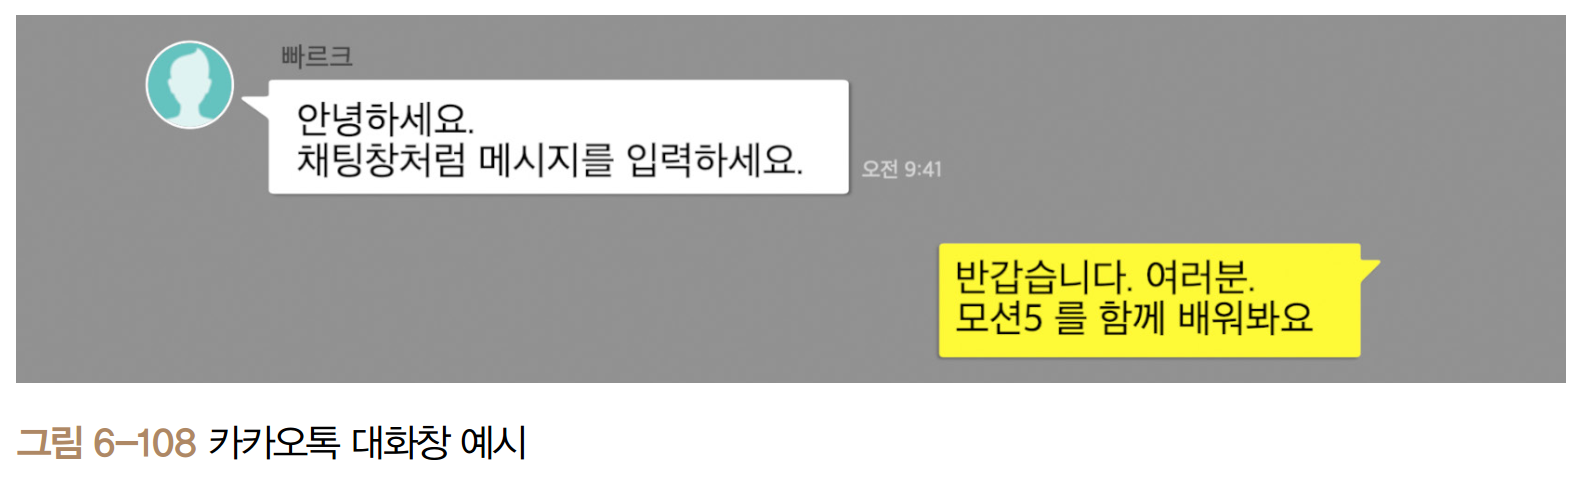 빠르크
안녕하세요.
채팅창처럼 메시지를 입력하세요.
오전 9:41
반갑습니다. 여러분.
모션5 를 함께 배워봐요
그림 6-108 카카오톡 대화창 예시